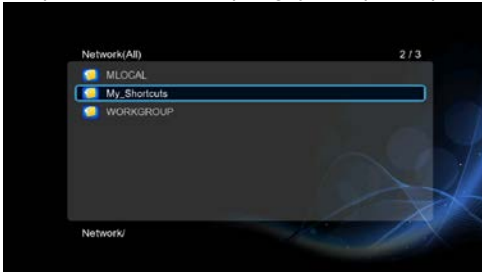 Network(All) 2 / 3
MLOCAL
My_Shortcuts
WORKGROUP
Network/